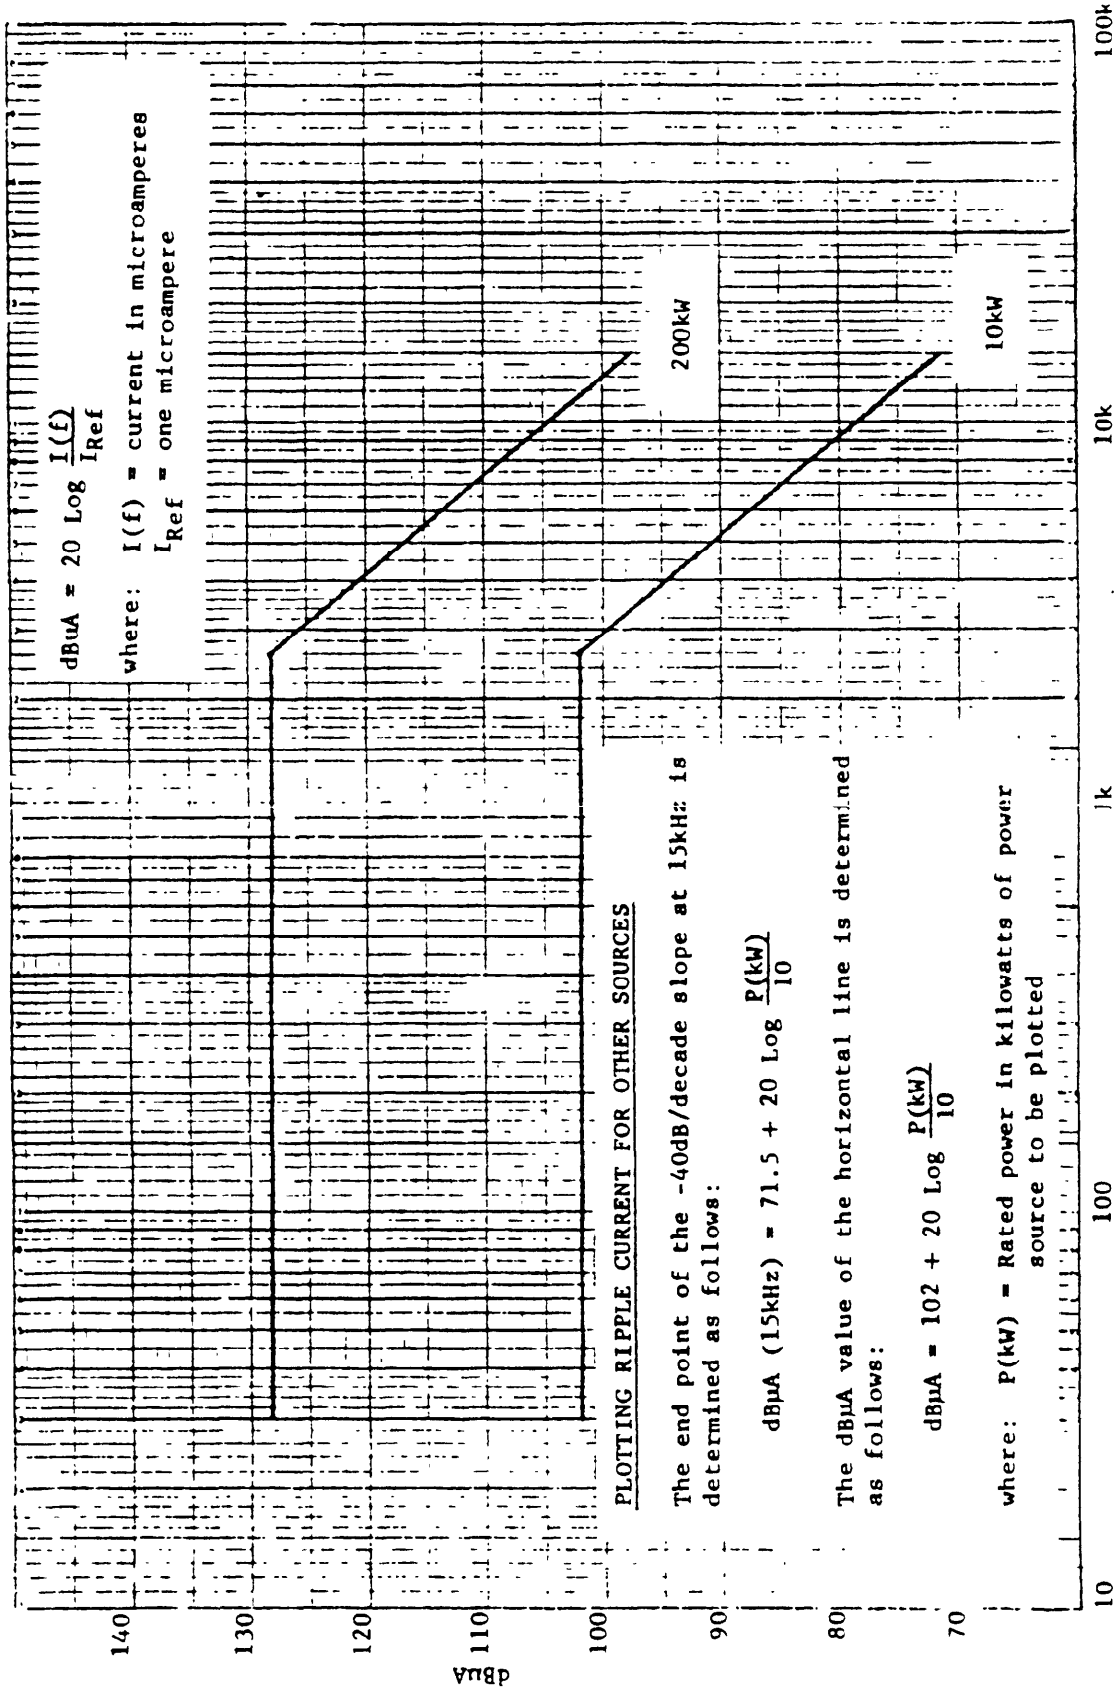 dBuA = 20 Log I(f)
I Ref
where: I(f) = current in microamperes
I Ref = one microampere
200kW
10kW
PLOTTING RIPPLE CURRENT FOR OTHER SOURCES
The end point of the -40dB/decade slope at 15kHz is
determined as follows:
dBµA (15kHz) = 71.5 + 20 Log P(kW)
10
The dBµA value of the horizontal line is determined
as follows:
dBµA = 102 + 20 Log P(kW)
10
where: P(kW) = Rated power in kilowatts of power
source to be plotted
dBuA
140
130
120
110
100
90
80
70
10
100
1k
10k
100k